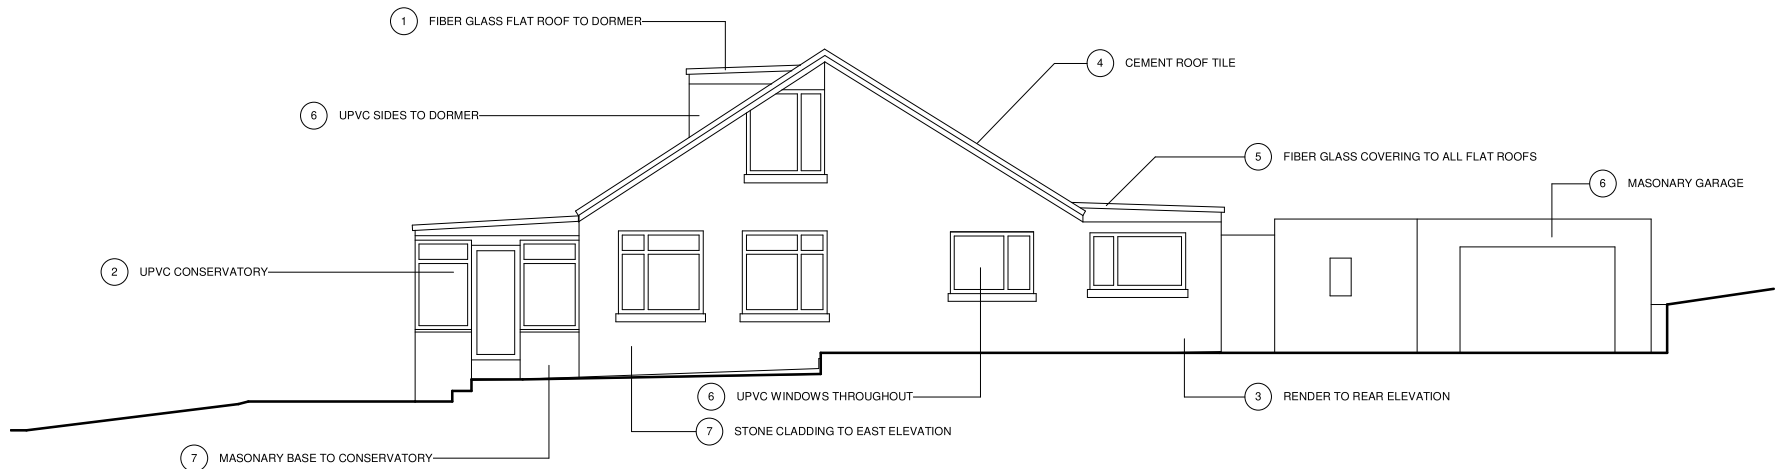 1 FIBER GLASS FLAT ROOF TO DORMER
4 CEMENT ROOF TILE
6 UPVC SIDES TO DORMER
5 FIBER GLASS COVERING TO ALL FLAT ROOFS
6 MASONARY GARAGE
2 UPVC CONSERVATORY
6 UPVC WINDOWS THROUGHOUT
3 RENDER TO REAR ELEVATION
7 STONE CLADDING TO EAST ELEVATION
7 MASONARY BASE TO CONSERVATORY